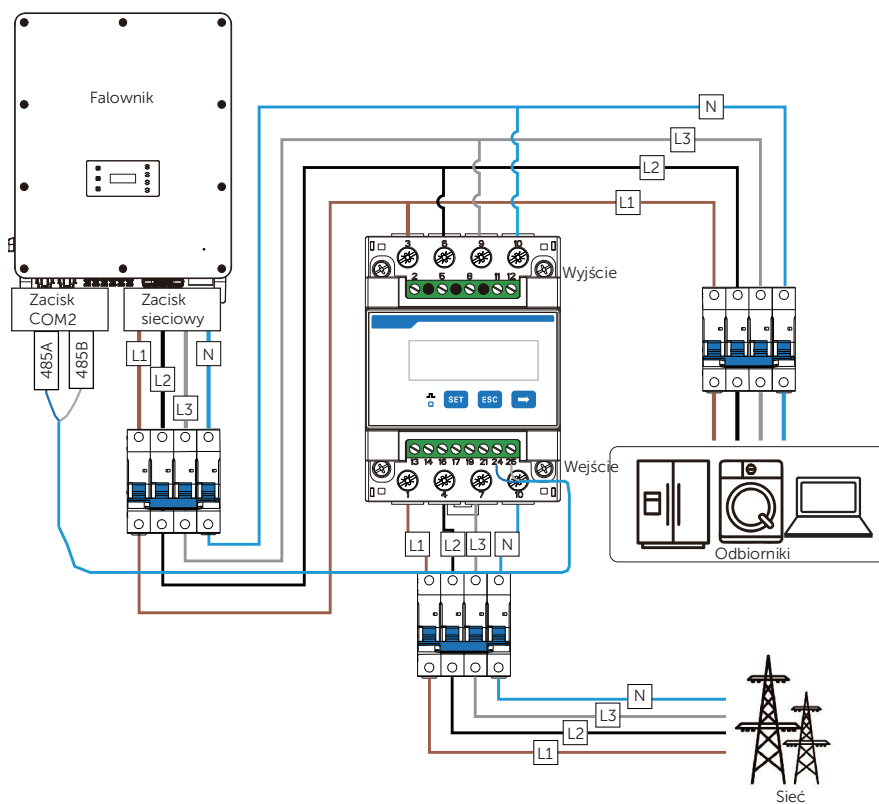 Falownik
N
L3
L2
L1
3 6 9 10
Wyjście
2 5 8 11 12
Zacisk
COM2
Zacisk
sieciowy
485A
485B
L1
L2
L3
N
SET ESC
13 14 16 17 19 21 24 25
Wejście
1 4 7 10
L1
L2
L3
N
Odbiorniki
N
L3
L2
L1
Sieć